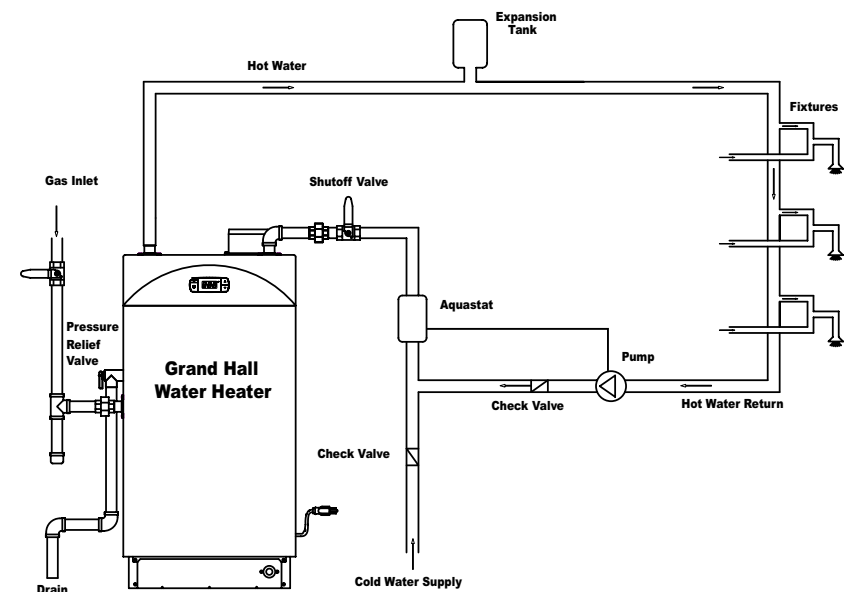 Expansion
Tank
Hot Water
Fixtures
Gas Inlet
Shutoff Valve
Aquastat
Pressure
Relief
Valve
Grand Hall
Water Heater
Pump
Check Valve
Hot Water Return
Check Valve
Cold Water Supply
Drain